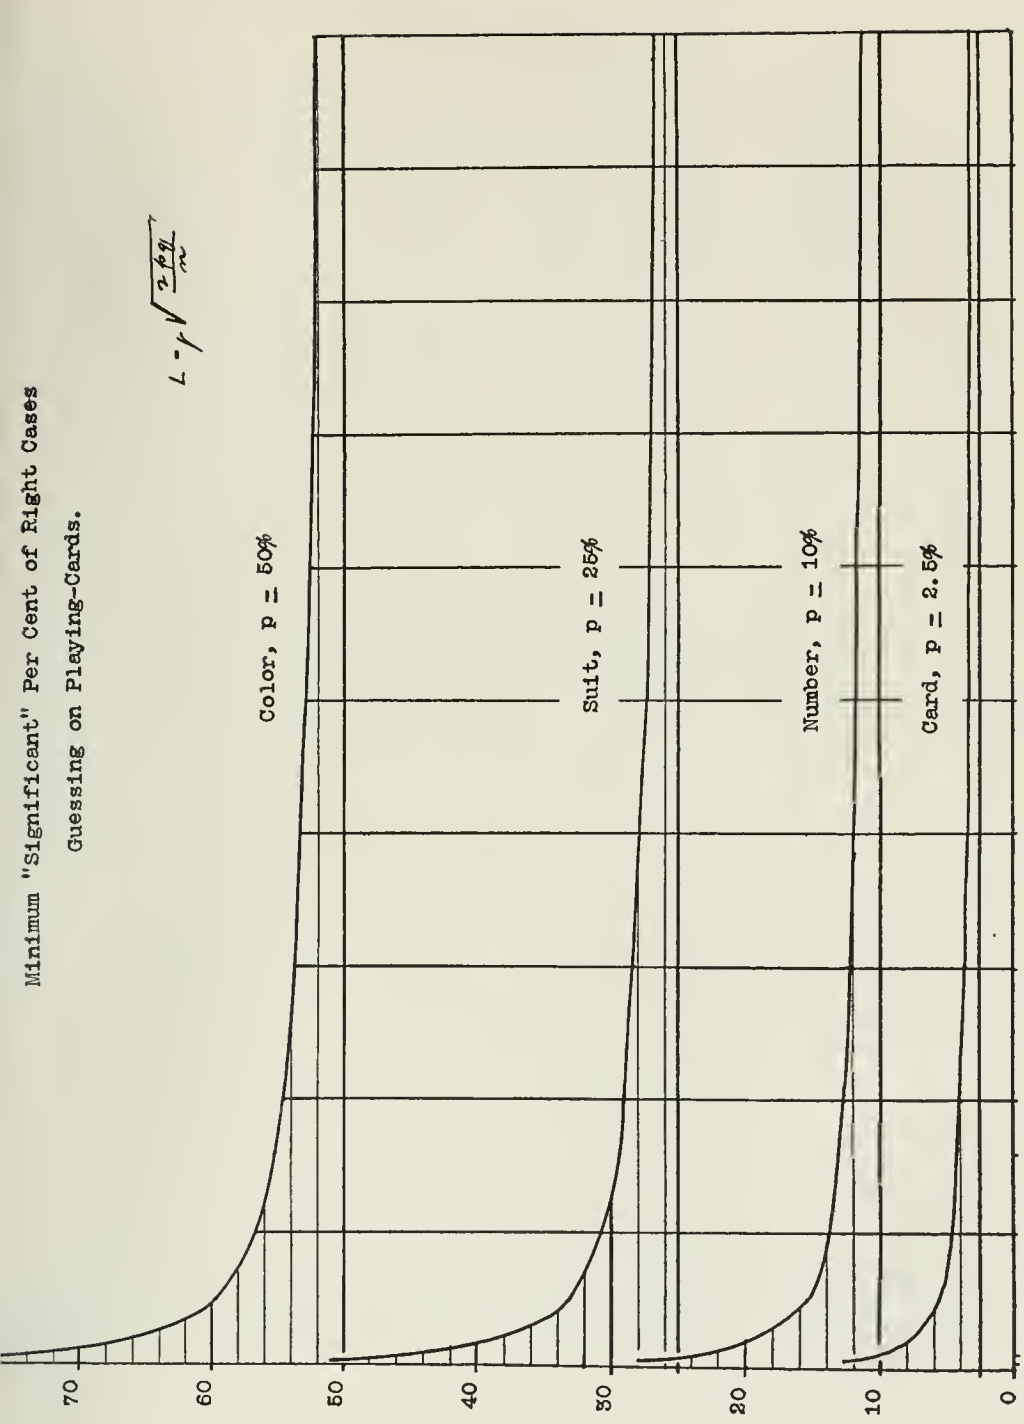 Minimum "Significant" Per Cent of Right Cases
Guessing on Playing-Cards.
Color, p = 50%
Suit, p = 25%
Number, p = 10%
Card, p = 2.5%
70
60
50
40
30
20
10
0